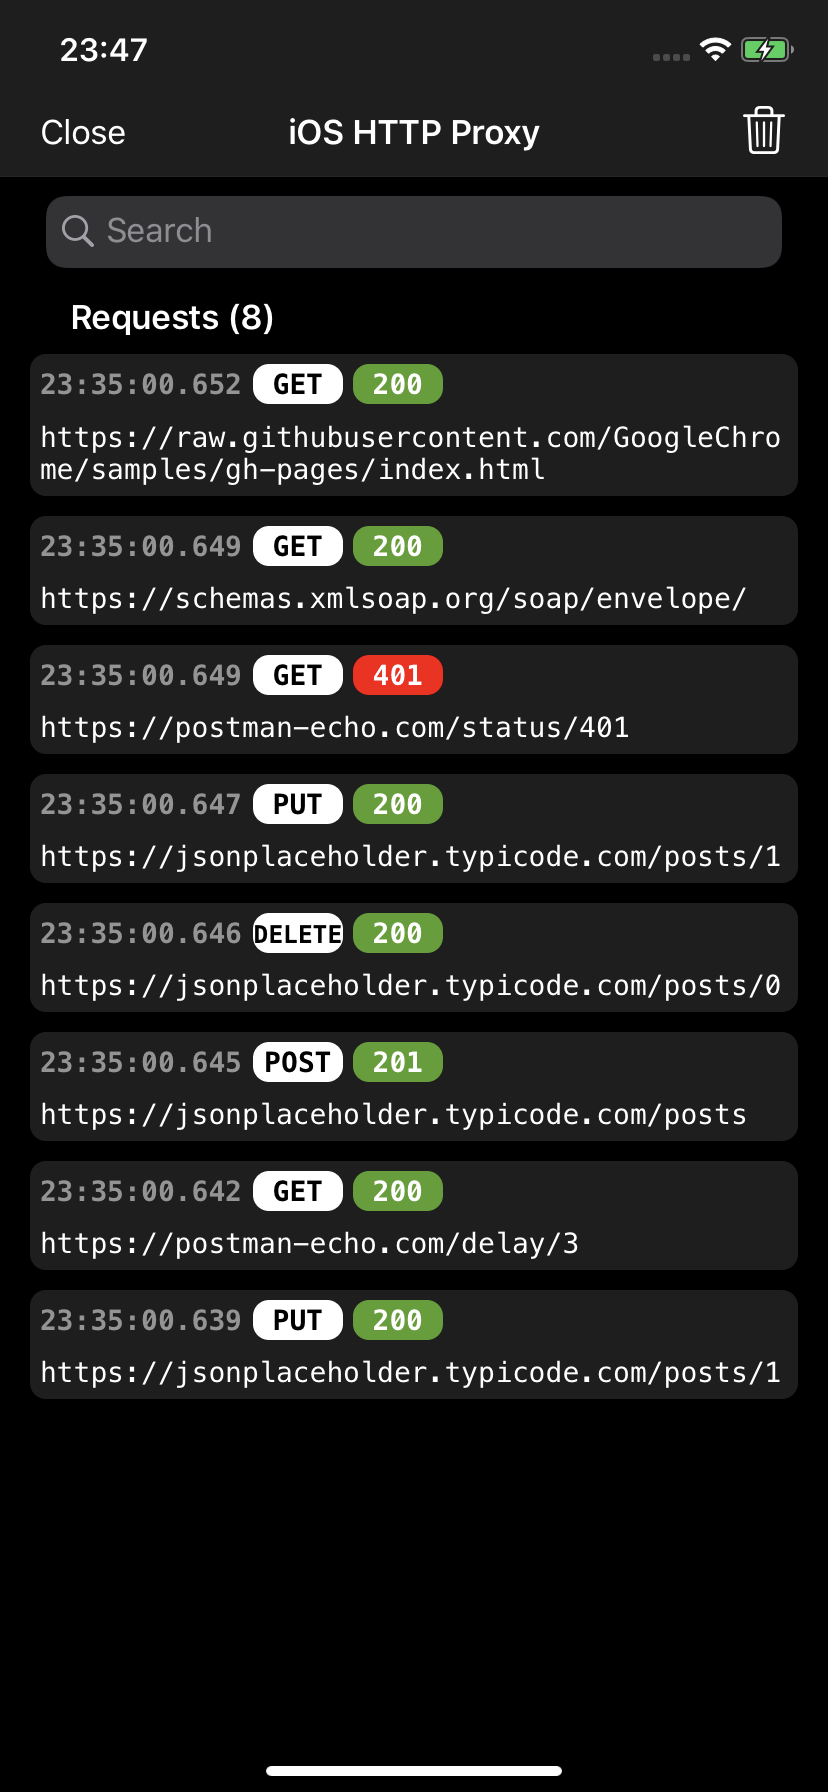 23:47
Close iOS HTTP Proxy
Search
Requests (8)
23:35:00.652 GET 200
https://raw.githubusercontent.com/GoogleChro
me/samples/gh-pages/index.html
23:35:00.649 GET 200
https://schemas.xmlsoap.org/soap/envelope/
23:35:00.649 GET 401
https://postman-echo.com/status/401
23:35:00.647 PUT 200
https://jsonplaceholder.typicode.com/posts/1
23:35:00.646 DELETE 200
https://jsonplaceholder.typicode.com/posts/0
23:35:00.645 POST 201
https://jsonplaceholder.typicode.com/posts
23:35:00.642 GET 200
https://postman-echo.com/delay/3
23:35:00.639 PUT 200
https://jsonplaceholder.typicode.com/posts/1